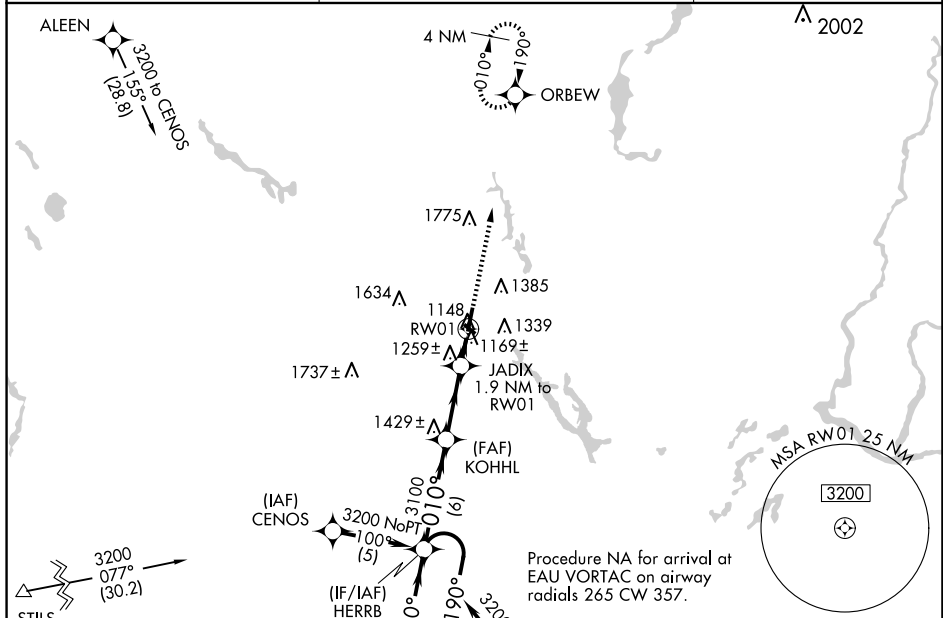 ALEEN
3200 to CENOS
155°
(28.8)
4 NM
010°
190°
ORBEW
2002
1775
1634
1385
1148
RW01
1339
1259±
1169±
1737±
JADIX
1.9 NM to
RW01
1429±
(FAF)
KOHHL
3100
010°
(6)
(IAF)
CENOS
3200 NoPT
100°
(5)
(IF/IAF)
HERRB
190°
3200
077°
(30.2)
MSA RW01 25 NM
3200
Procedure NA for arrival at
EAU VORTAC on airway
radials 265 CW 357.